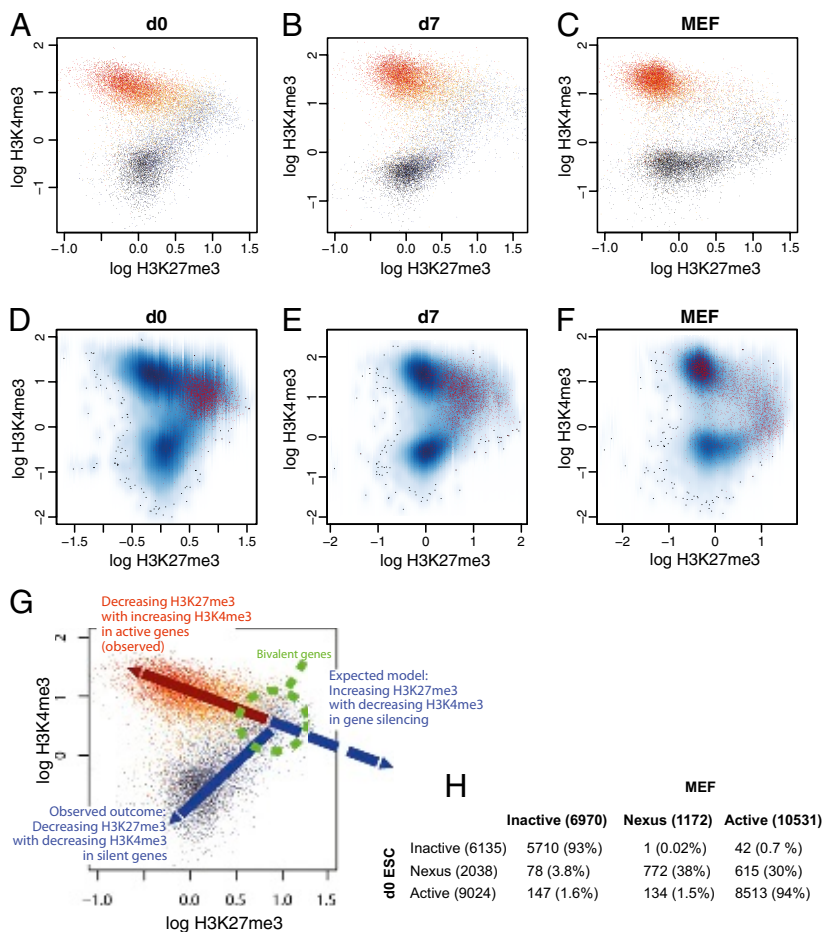 A
d0
B
d7
C
MEF
log H3K4me3
2
1
0
−1
−1.0
0.0
0.5
1.0
1.5
log H3K27me3
log H3K4me3
2
1
0
−1
−1.0
0.0
0.5
1.0
1.5
log H3K27me3
log H3K4me3
2
1
0
−1
−1.0
0.0
0.5
1.0
1.5
log H3K27me3
D
d0
E
d7
F
MEF
log H3K4me3
2
1
0
−1
−2
−1.5
−0.5
0.5
1.5
log H3K27me3
log H3K4me3
2
1
0
−1
−2
−2
−1
0
1
2
log H3K27me3
log H3K4me3
2
1
0
−1
−2
−2
−1
0
1
log H3K27me3
G
Decreasing H3K27me3
with increasing H3K4me3
in active genes
(observed)
Bivalent genes
Expected model:
Increasing H3K27me3
with decreasing H3K4me3
in gene silencing
Observed outcome:
Decreasing H3K27me3
with decreasing H3K4me3
in silent genes
log H3K4me3
2
1
0
−1.0
0.0
0.5
1.0
1.5
log H3K27me3
H
MEF
Inactive (6970) Nexus (1172) Active (10531)
d0 ESC
Inactive (6135) 5710 (93%) 1 (0.02%) 42 (0.7 %)
Nexus (2038) 78 (3.8%) 772 (38%) 615 (30%)
Active (9024) 147 (1.6%) 134 (1.5%) 8513 (94%)